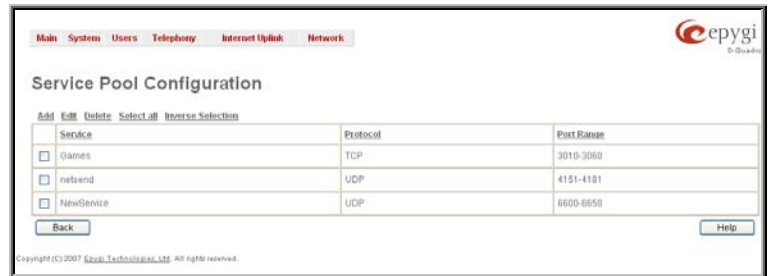 Main System Users Telephony Internet Uplink Network
epygi
Service Pool Configuration
Add Edit Delete Select all Inverse Selection
Service Protocol Port Range
Games TCP 3010-3060
netsend UDP 4151-4181
NewService UDP 6600-6650
Back Help
Copyright (C) 2007 Epygi Technologies, Ltd. All rights reserved.